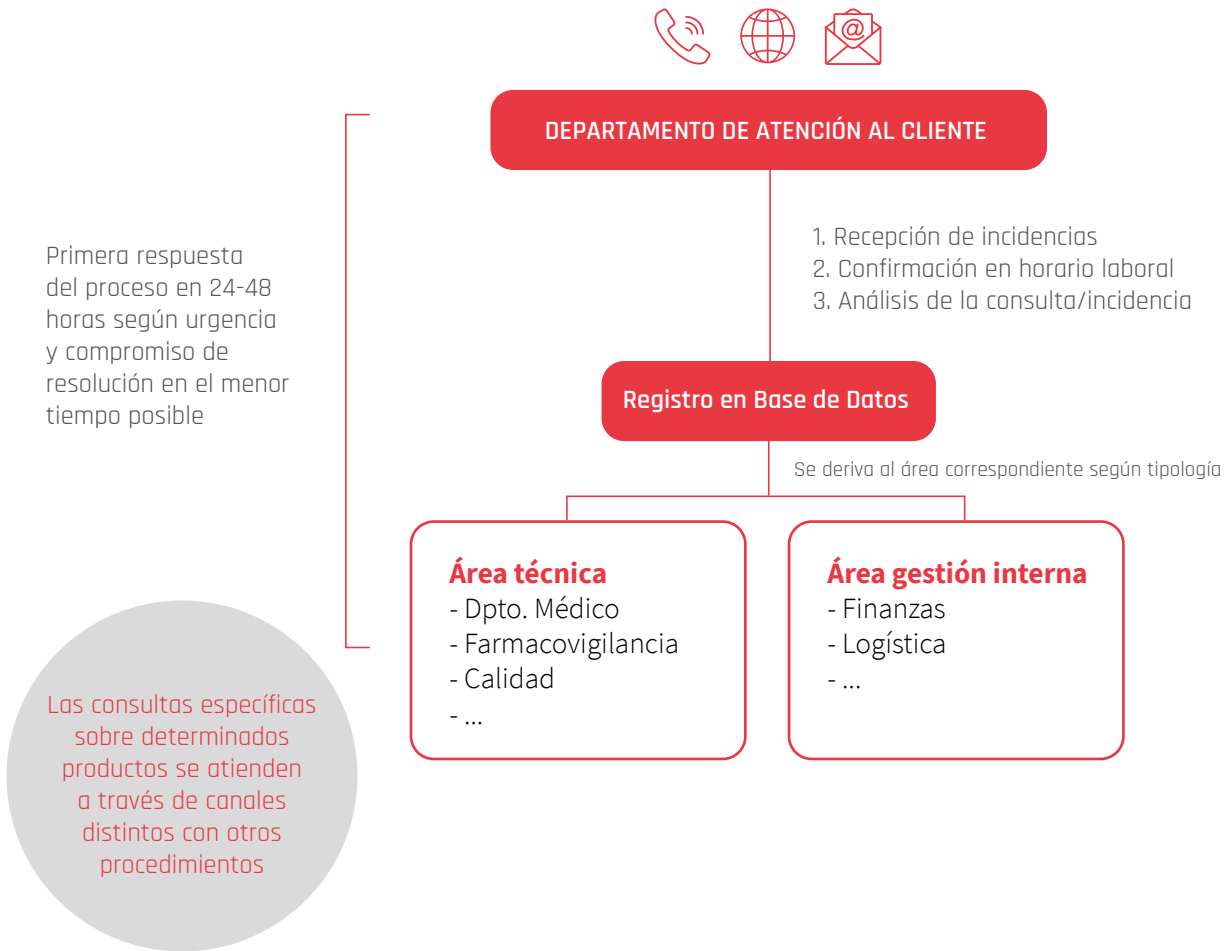 @
DEPARTAMENTO DE ATENCIÓN AL CLIENTE
1. Recepción de incidencias
2. Confirmación en horario laboral
3. Análisis de la consulta/incidencia
Primera respuesta
del proceso en 24-48
horas según urgencia
y compromiso de
resolución en el menor
tiempo posible
Registro en Base de Datos
Se deriva al área correspondiente según tipología
Área técnica
- Dpto. Médico
- Farmacovigilancia
- Calidad
- ...
Área gestión interna
- Finanzas
- Logística
- ...
Las consultas específicas
sobre determinados
productos se atienden
a través de canales
distintos con otros
procedimientos